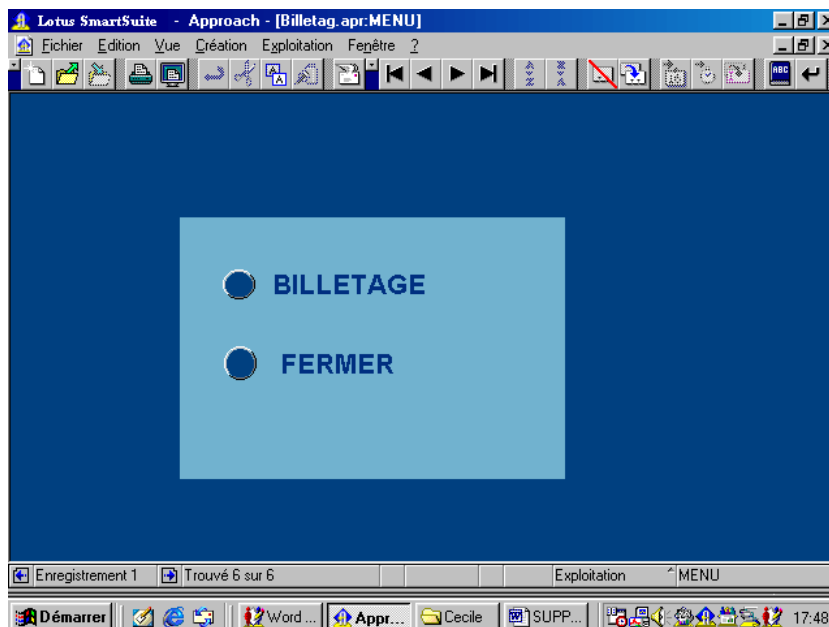 Lotus SmartSuite - Approach - [Billetag.apr:MENU]
Fichier Edition Vue Création Exploitation Fenêtre ?
ABC
BILLETAGE
FERMER
Enregistrement 1 Trouvé 6 sur 6 Exploitation MENU
Démarrer Word ... Appr... Cecile SUPP... 17:48